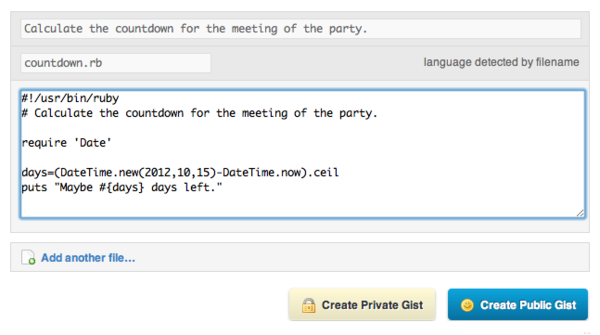 Calculate the countdown for the meeting of the party.
countdown.rb
language detected by filename
#!/usr/bin/ruby
# Calculate the countdown for the meeting of the party.
require 'Date'
days=(DateTime.new(2012,10,15)-DateTime.now).ceil
puts "Maybe #{days} days left."
Add another file...
Create Private Gist
Create Public Gist